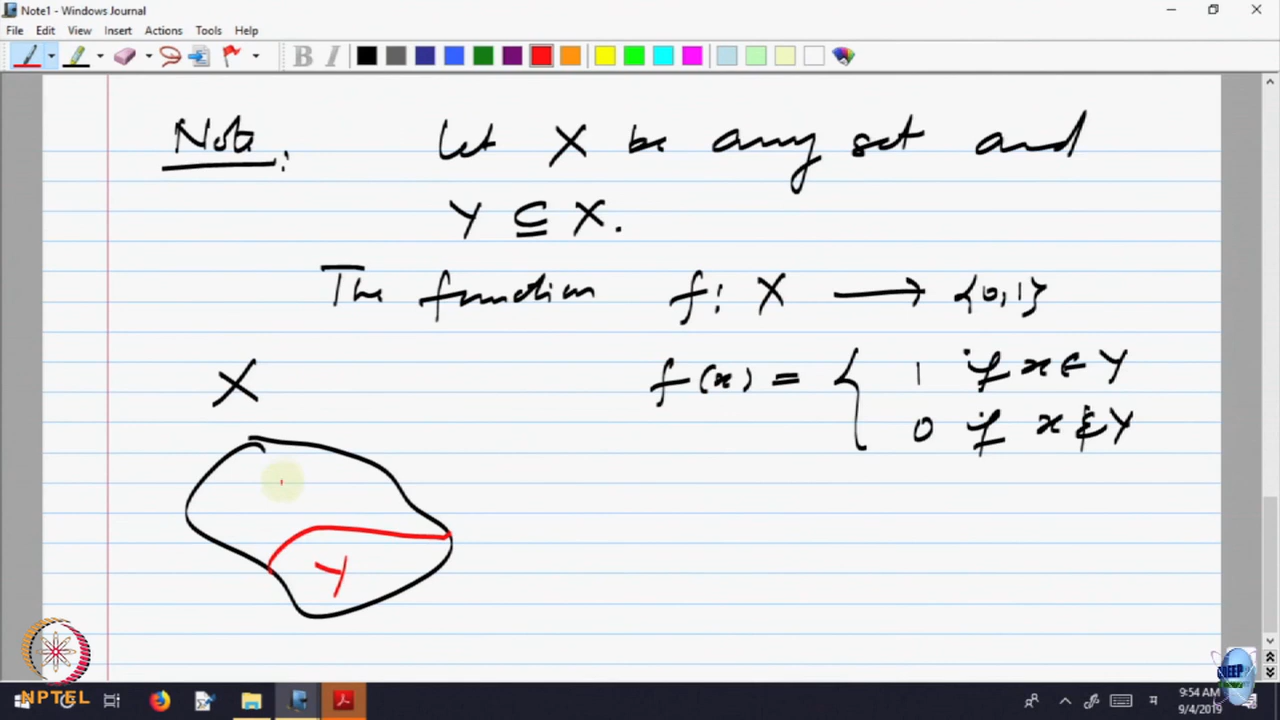 Note1 - Windows Journal
File Edit View Insert Actions Tools Help
B I
Note: Let X be any set and
Y ⊆ X.
The function f: X ⟶ {0,1}
f(x) = { 1 if x ∈ Y
0 if x ∉ Y
X
Y
NPTEL
म
9:54 AM
9/4/2019